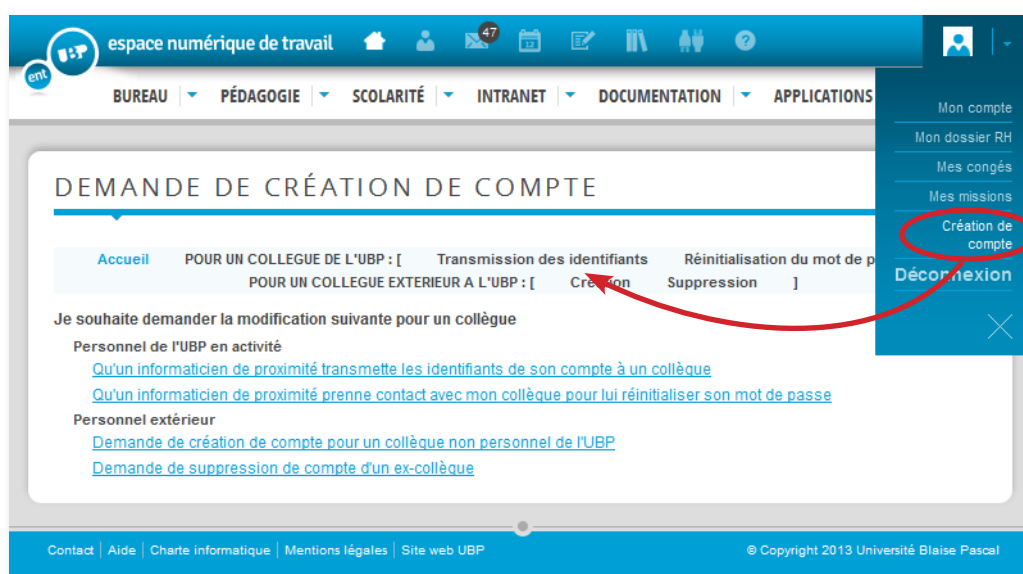 UBP espace numérique de travail 47 12 ?
ent
BUREAU PÉDAGOGIE SCOLARITÉ INTRANET DOCUMENTATION APPLICATIONS
Mon compte
Mon dossier RH
Mes congés
Mes missions
Création de
compte
Déconnexion
DEMANDE DE CRÉATION DE COMPTE
Accueil POUR UN COLLEGUE DE L'UBP : [ Transmission des identifiants Réinitialisation du mot de p
POUR UN COLLEGUE EXTERIEUR A L'UBP : [ Création Suppression ]
Je souhaite demander la modification suivante pour un collègue
Personnel de l'UBP en activité
Qu'un informaticien de proximité transmette les identifiants de son compte à un collègue
Qu'un informaticien de proximité prenne contact avec mon collègue pour lui réinitialiser son mot de passe
Personnel extérieur
Demande de création de compte pour un collègue non personnel de l'UBP
Demande de suppression de compte d'un ex-collègue
Contact | Aide | Charte informatique | Mentions légales | Site web UBP © Copyright 2013 Université Blaise Pascal